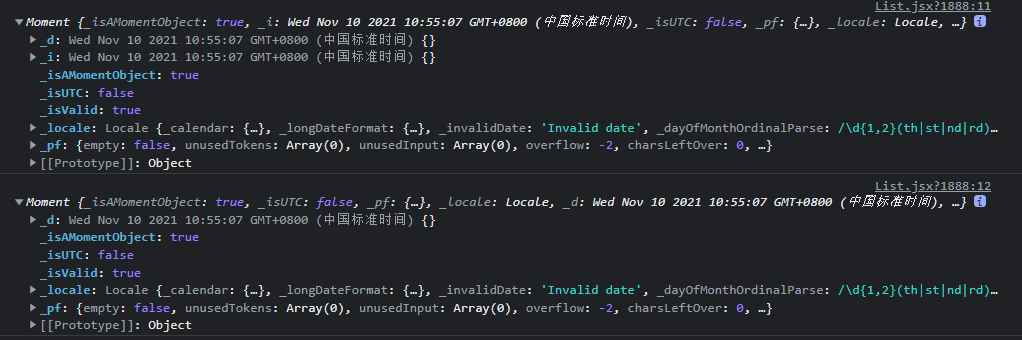 List.jsx?1888:11
Moment {_isAMomentObject: true, _i: Wed Nov 10 2021 10:55:07 GMT+0800 (中国标准时间), _isUTC: false, _pf: {…}, _locale: Locale, …}
_d: Wed Nov 10 2021 10:55:07 GMT+0800 (中国标准时间) {}
_i: Wed Nov 10 2021 10:55:07 GMT+0800 (中国标准时间) {}
_isAMomentObject: true
_isUTC: false
_isValid: true
_locale: Locale {_calendar: {…}, _longDateFormat: {…}, _invalidDate: 'Invalid date', _dayOfMonthOrdinalParse: /\d{1,2}(th|st|nd|rd)…
_pf: {empty: false, unusedTokens: Array(0), unusedInput: Array(0), overflow: -2, charsLeftOver: 0, …}
[[Prototype]]: Object
List.jsx?1888:12
Moment {_isAMomentObject: true, _isUTC: false, _pf: {…}, _locale: Locale, _d: Wed Nov 10 2021 10:55:07 GMT+0800 (中国标准时间), …}
_d: Wed Nov 10 2021 10:55:07 GMT+0800 (中国标准时间) {}
_isAMomentObject: true
_isUTC: false
_isValid: true
_locale: Locale {_calendar: {…}, _longDateFormat: {…}, _invalidDate: 'Invalid date', _dayOfMonthOrdinalParse: /\d{1,2}(th|st|nd|rd)…
_pf: {empty: false, unusedTokens: Array(0), unusedInput: Array(0), overflow: -2, charsLeftOver: 0, …}
[[Prototype]]: Object